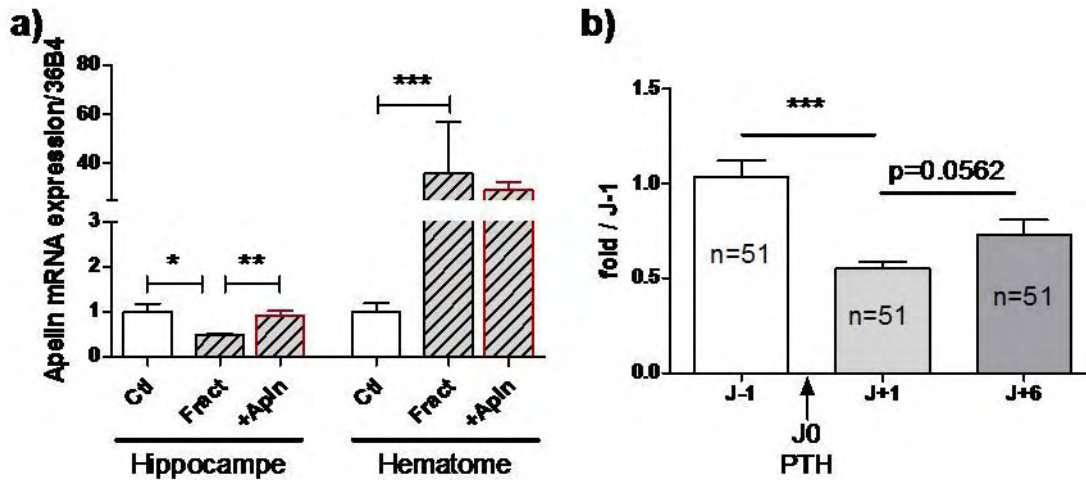 a)
Apelin mRNA expression/36B4
80
60
40
3
2
1
0
***
*
**
Ctl
Fract
+Apln
Ctl
Fract
+Apln
Hippocampe
Hematome
b)
fold / J-1
1.5
1.0
0.5
0.0
***
p=0.0562
n=51
n=51
n=51
J-1
J+1
J+6
J0
PTH